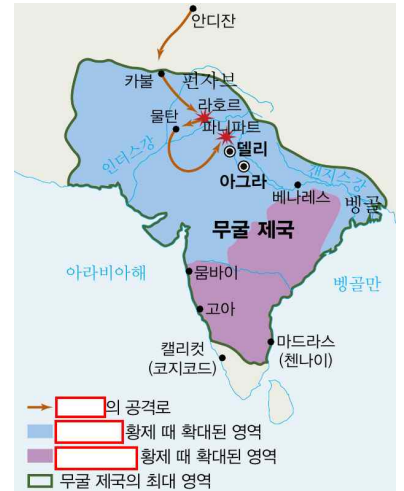 안디잔
카불
펀자브
라호르
물탄
파니파트
인더스강
델리
갠지스강
아그라
베나레스
벵골
무굴 제국
아라비아해
뭄바이
벵골만
고아
캘리컷
(코지코드)
마드라스
(첸나이)
의 공격로
황제 때 확대된 영역
황제 때 확대된 영역
무굴 제국의 최대 영역